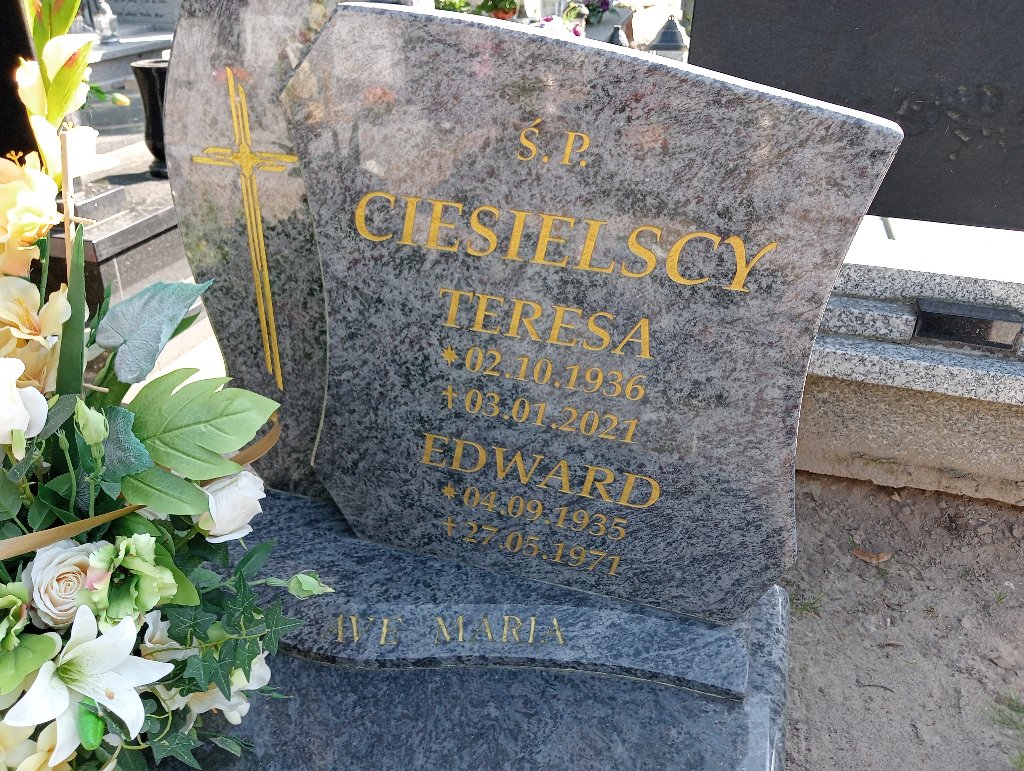 Ś. P.
CIESIELSCY
TERESA
* 02.10.1936
† 03.01.2021
EDWARD
* 04.09.1935
† 27.05.1971
AVE MARIA